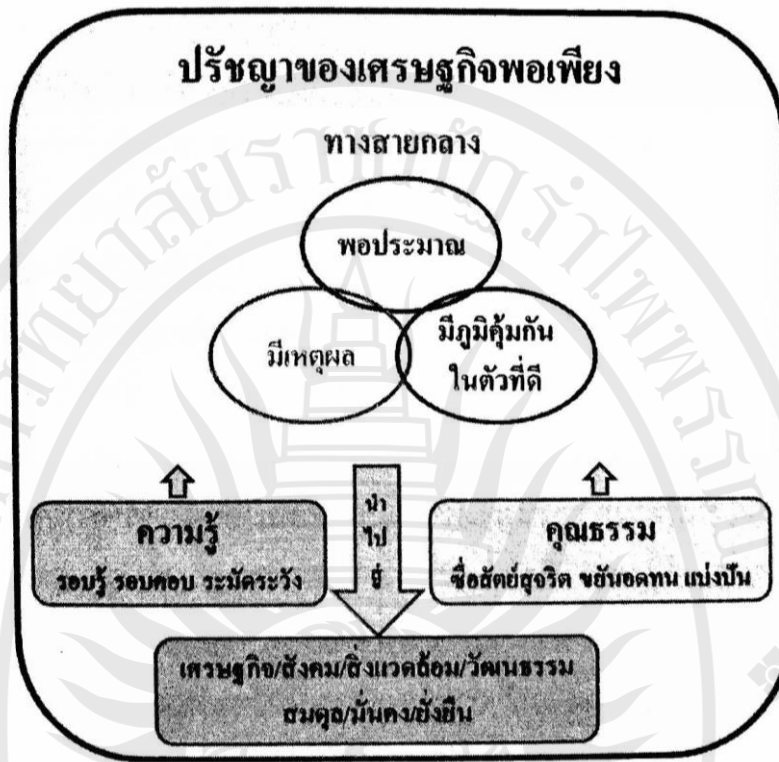 ปรัชญาของเศรษฐกิจพอเพียง
ทางสายกลาง
พอประมาณ
มีเหตุผล
มีภูมิคุ้มกัน
ในตัวที่ดี
ความรู้
รอบรู้ รอบคอบ ระมัดระวัง
นำ
ไป
สู่
คุณธรรม
ซื่อสัตย์สุจริต ขยันอดทน แบ่งปัน
เศรษฐกิจ/สังคม/สิ่งแวดล้อม/วัฒนธรรม
สมดุล/มั่นคง/ยั่งยืน